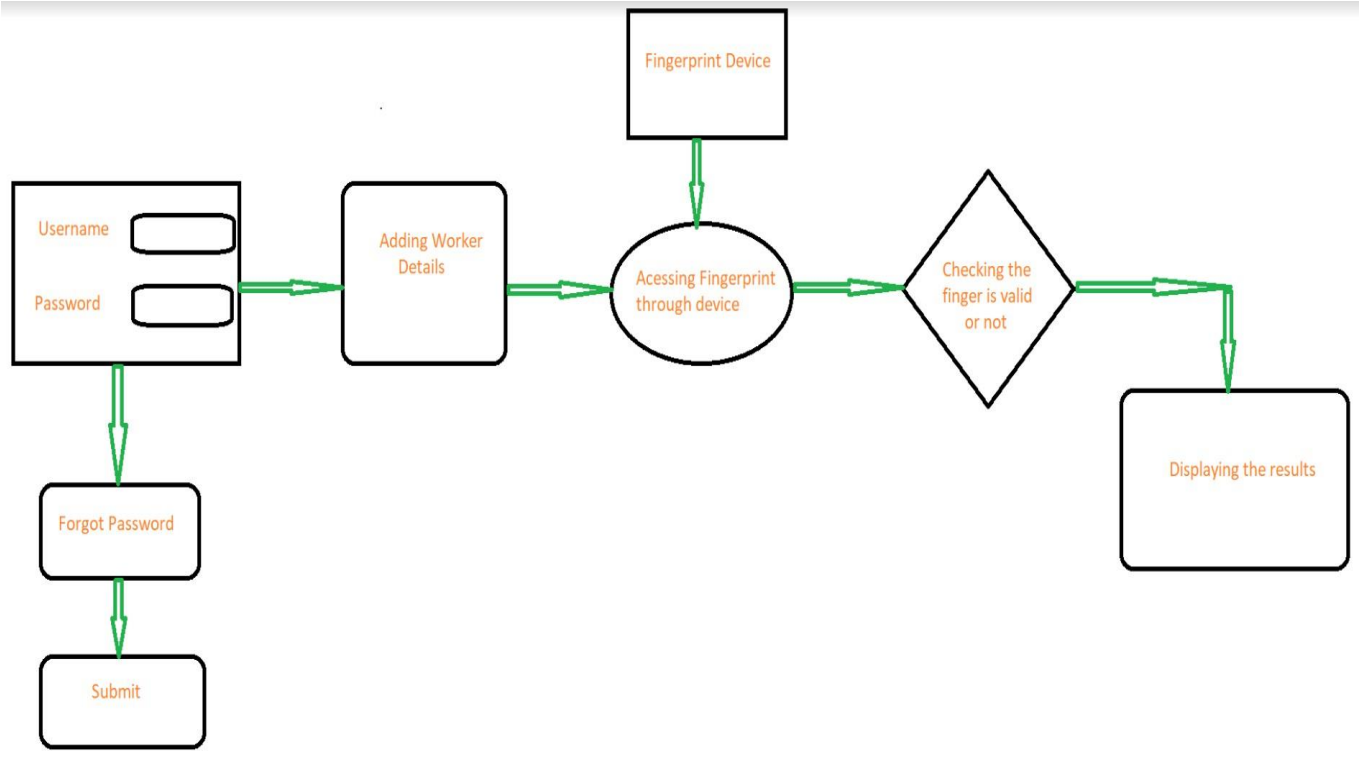 Fingerprint Device
Username
Password
Adding Worker
Details
Acessing Fingerprint
through device
Checking the
finger is valid
or not
Displaying the results
Forgot Password
Submit